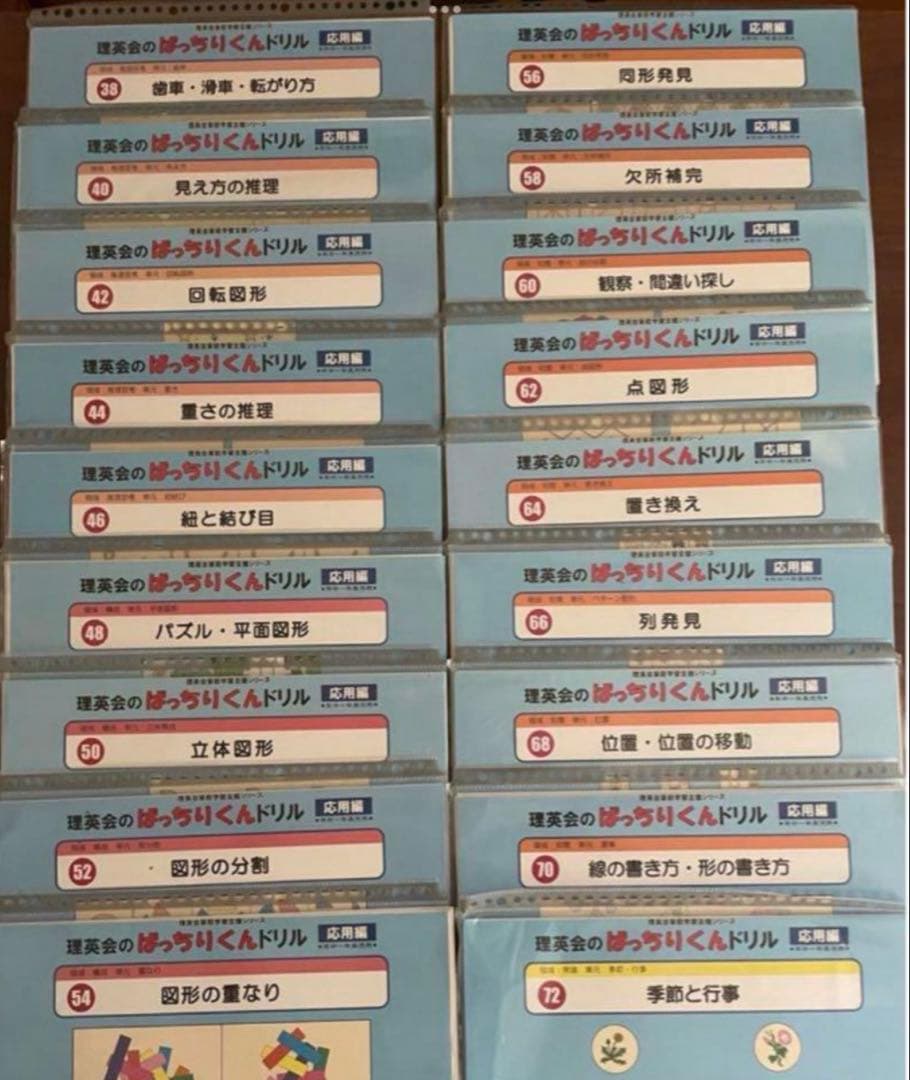 理英会のばっちりくんドリル 応用編
38 歯車・滑車・転がり方
理英会のばっちりくんドリル 応用編
40 見え方の推理
理英会のばっちりくんドリル 応用編
42 回転図形
理英会のばっちりくんドリル 応用編
44 重さの推理
理英会のばっちりくんドリル 応用編
46 紐と結び目
理英会のばっちりくんドリル 応用編
48 パズル・平面図形
理英会のばっちりくんドリル 応用編
50 立体図形
理英会のばっちりくんドリル 応用編
52 図形の分割
理英会のばっちりくんドリル 応用編
54 図形の重なり
理英会のばっちりくんドリル 応用編
56 同形発見
理英会のばっちりくんドリル 応用編
58 欠所補完
理英会のばっちりくんドリル 応用編
60 観察・間違い探し
理英会のばっちりくんドリル 応用編
62 点図形
理英会のばっちりくんドリル 応用編
64 置き換え
理英会のばっちりくんドリル 応用編
66 列発見
理英会のばっちりくんドリル 応用編
68 位置・位置の移動
理英会のばっちりくんドリル 応用編
70 線の書き方・形の書き方
理英会のばっちりくんドリル 応用編
72 季節と行事